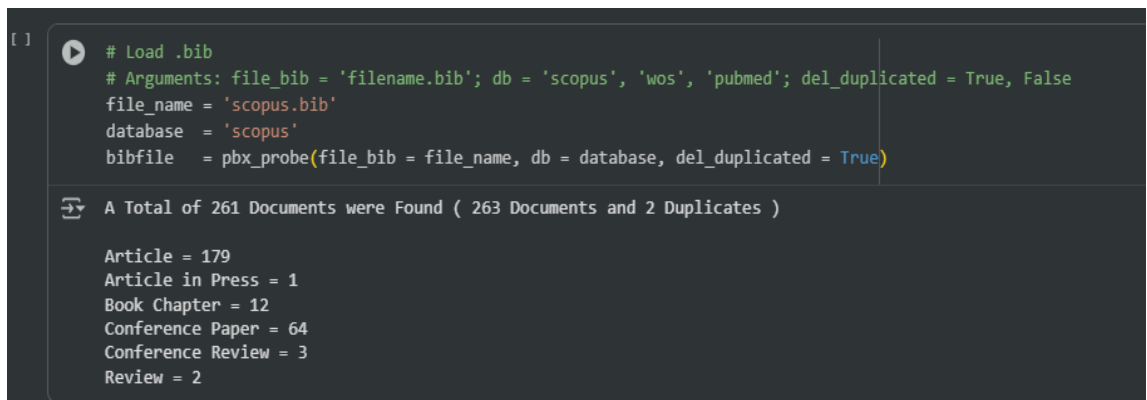 [ ]
# Load .bib
# Arguments: file_bib = 'filename.bib'; db = 'scopus', 'wos', 'pubmed'; del_duplicated = True, False
file_name = 'scopus.bib'
database  = 'scopus'
bibfile   = pbx_probe(file_bib = file_name, db = database, del_duplicated = True)
A Total of 261 Documents were Found ( 263 Documents and 2 Duplicates )
Article = 179
Article in Press = 1
Book Chapter = 12
Conference Paper = 64
Conference Review = 3
Review = 2